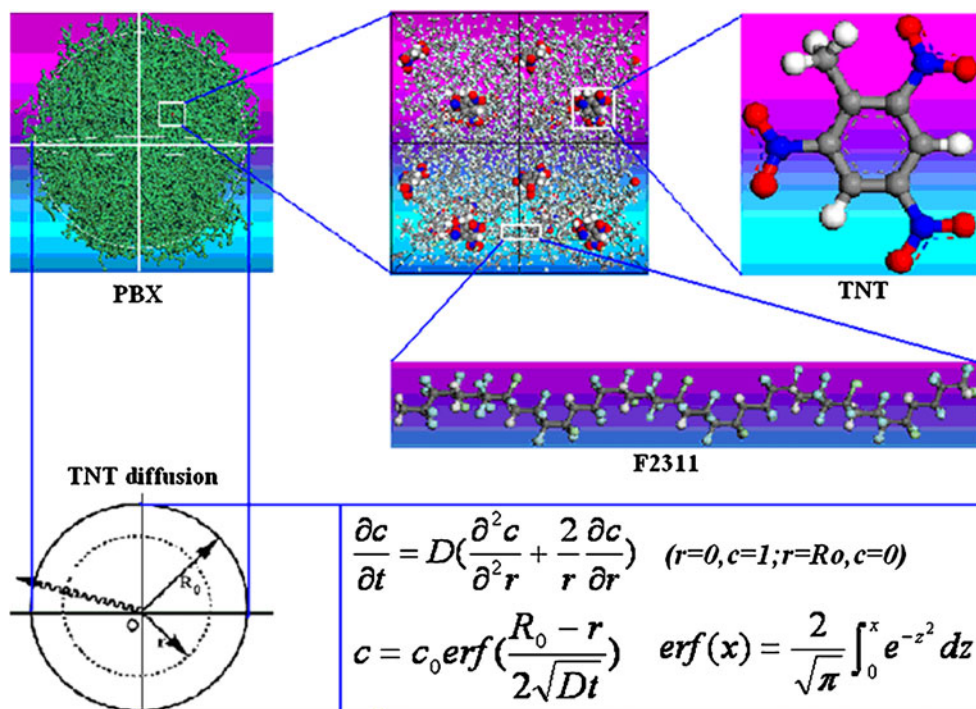 PBX
TNT
F2311
TNT diffusion
R₀
O
r
∂c/∂t = D(∂²c/∂²r + 2/r ∂c/∂r) (r=0,c=1;r=Ro,c=0)
c = c₀erf((R₀ − r)/(2√Dt)) erf(x) = 2/√π ∫₀ˣ e^(−z²) dz